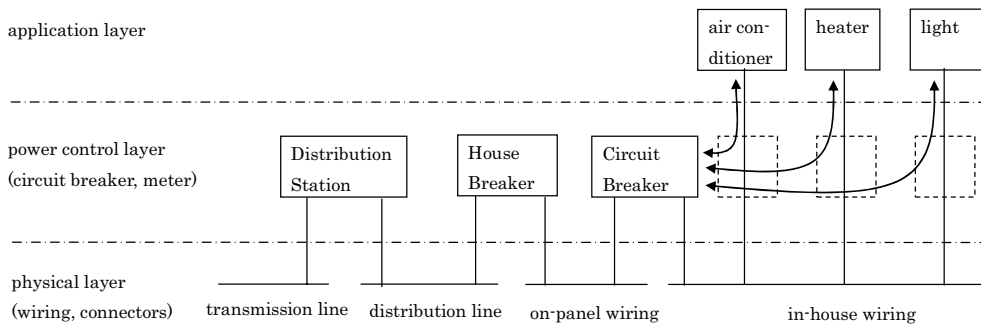 application layer
air con-
ditioner
heater
light
power control layer
(circuit breaker, meter)
Distribution
Station
House
Breaker
Circuit
Breaker
physical layer
(wiring, connectors)
transmission line
distribution line
on-panel wiring
in-house wiring